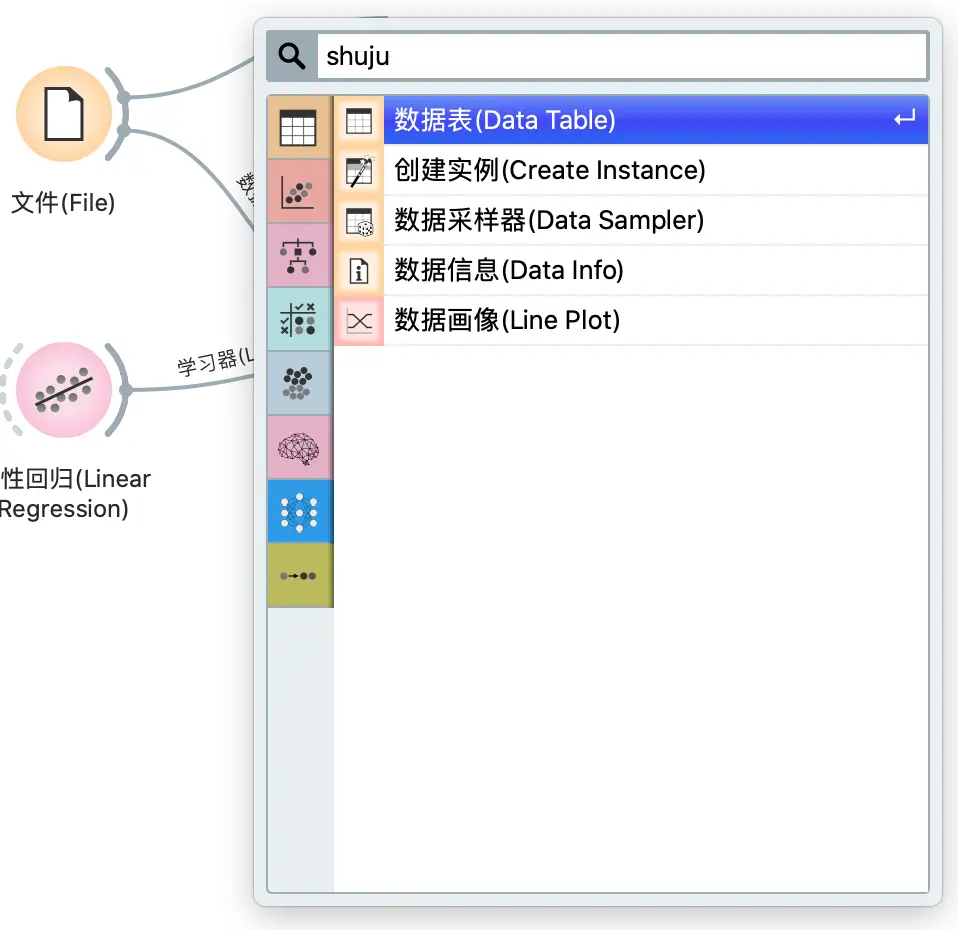 shuju
数据表(Data Table)
创建实例(Create Instance)
数据采样器(Data Sampler)
数据信息(Data Info)
数据画像(Line Plot)
文件(File)
数
学习器(L
性回归(Linear
Regression)